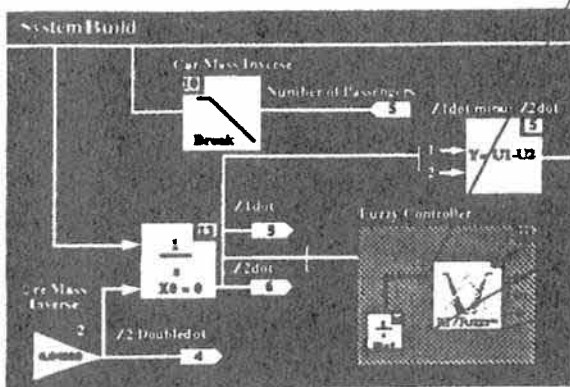 System Build
Car Mass Inverse
10
Break
Number of Passengers
5
Z1dot minus Z2dot
5
1
2
Y= U1-U2
1
s
X0 = 0
Z1dot
5
Z2dot
6
Fuzzy Controller
Car Mass
Inverse
2
Z2 Doubledot
4